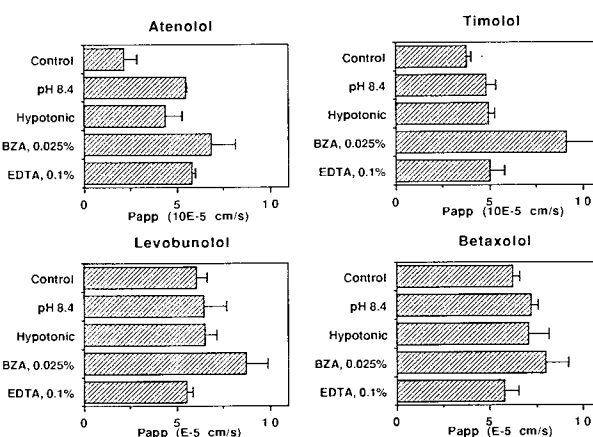 Atenolol
Control
pH 8.4
Hypotonic
BZA, 0.025%
EDTA, 0.1%
0 5 10
Papp (10E-5 cm/s)
Timolol
Control
pH 8.4
Hypotonic
BZA, 0.025%
EDTA, 0.1%
0 5 10
Papp (10E-5 cm/s)
Levobunolol
Control
pH 8.4
Hypotonic
BZA, 0.025%
EDTA, 0.1%
0 5 10
Papp (E-5 cm/s)
Betaxolol
Control
pH 8.4
Hypotonic
BZA, 0.025%
EDTA, 0.1%
0 5 10
Papp (E-5 cm/s)